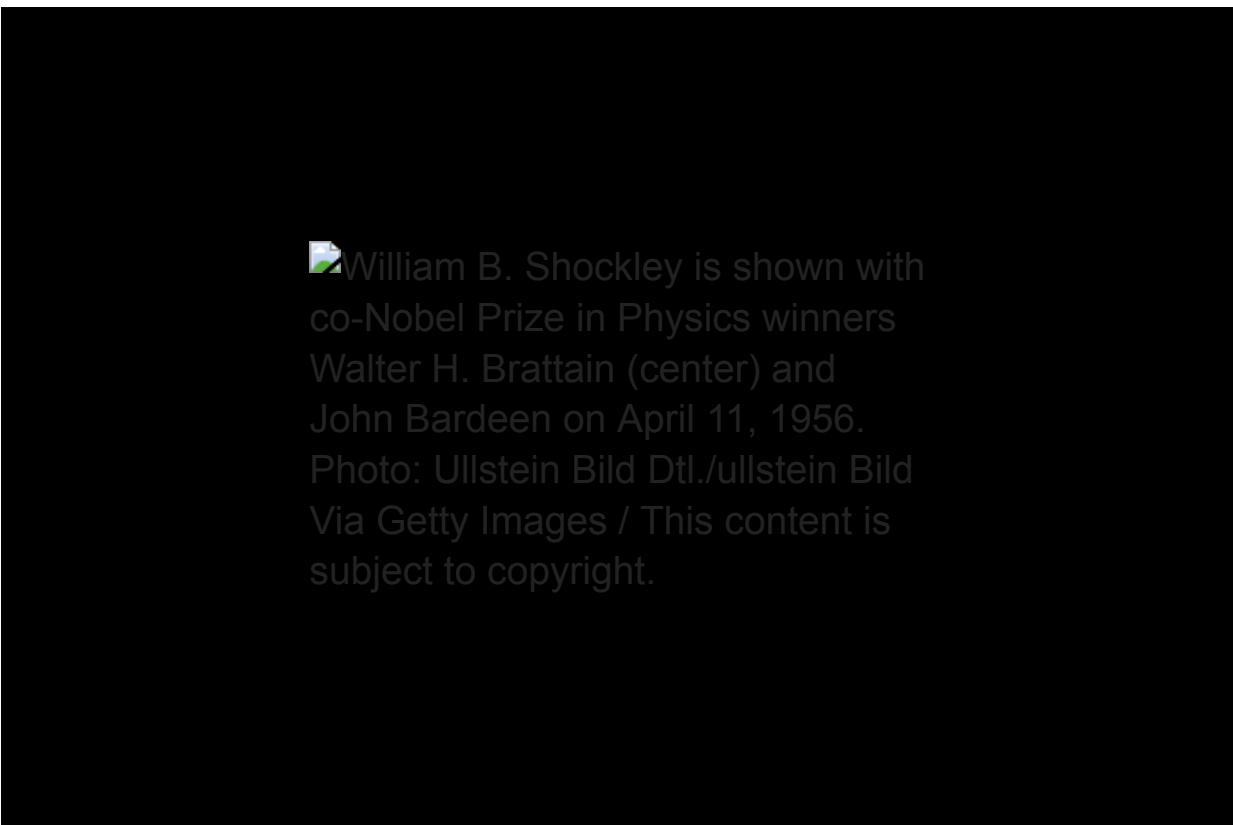 William B. Shockley is shown with
co-Nobel Prize in Physics winners
Walter H. Brattain (center) and
John Bardeen on April 11, 1956.
Photo: Ullstein Bild Dtl./ullstein Bild
Via Getty Images / This content is
subject to copyright.